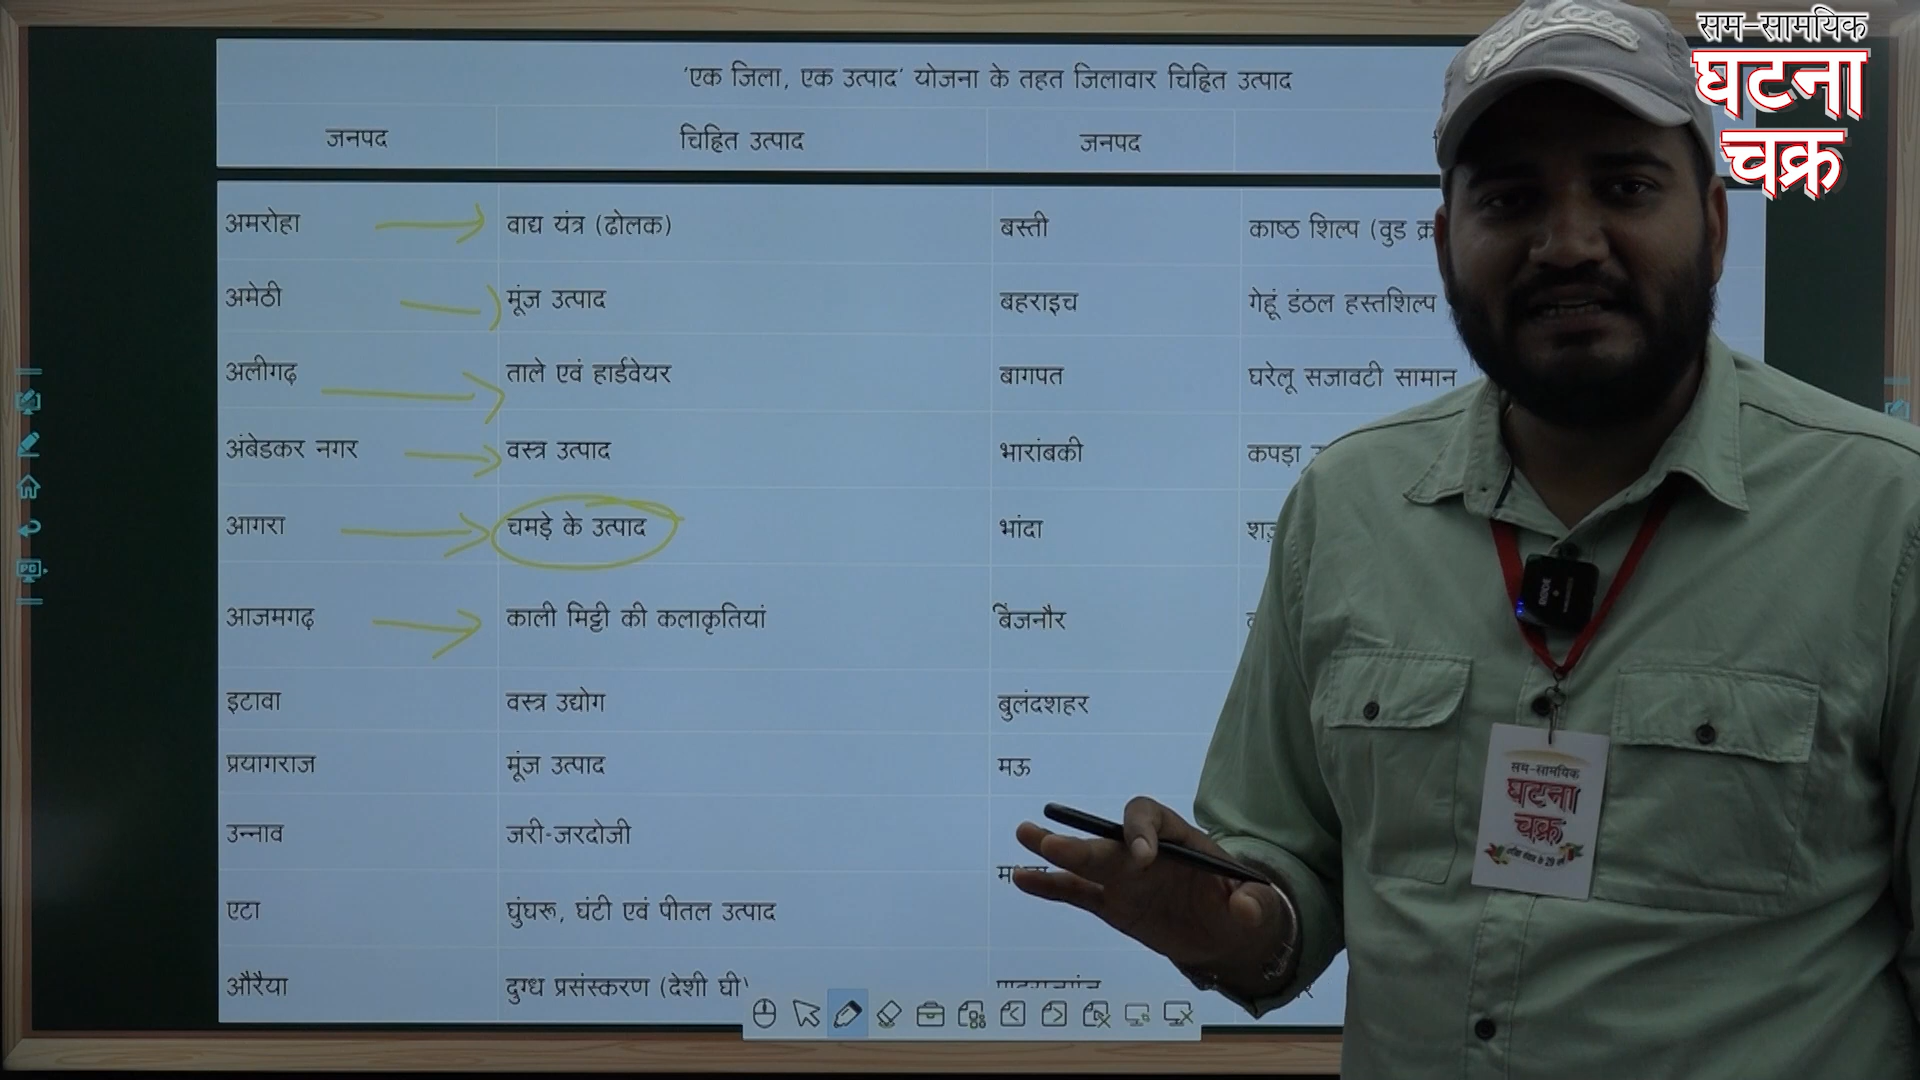 सम-सामयिक
घटना
चक्र
'एक जिला, एक उत्पाद' योजना के तहत जिलावार चिह्नित उत्पाद
जनपद चिह्नित उत्पाद जनपद
अमरोहा वाद्य यंत्र (ढोलक) बस्ती काष्ठ शिल्प (वुड
अमेठी मूंज उत्पाद बहराइच गेहूं डंठल हस्तशिल्प
अलीगढ़ ताले एवं हार्डवेयर बागपत घरेलू सजावटी सामान
अंबेडकर नगर वस्त्र उत्पाद भारांबकी कपड़ा
आगरा चमड़े के उत्पाद भांदा
आजमगढ़ काली मिट्टी की कलाकृतियां बिजनौर
इटावा वस्त्र उद्योग बुलंदशहर
प्रयागराज मूंज उत्पाद मऊ
उन्नाव जरी-जरदोजी
एटा घुंघरू, घंटी एवं पीतल उत्पाद
औरैया दुग्ध प्रसंस्करण (देशी घी)
सम-सामयिक
घटना
चक्र